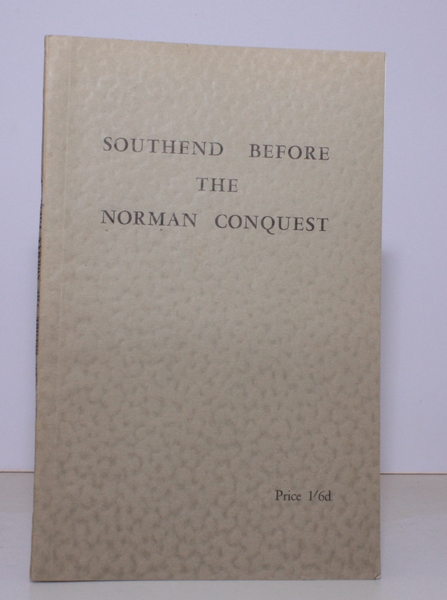 SOUTHEND BEFORE
THE
NORMAN CONQUEST
Price 1/6d